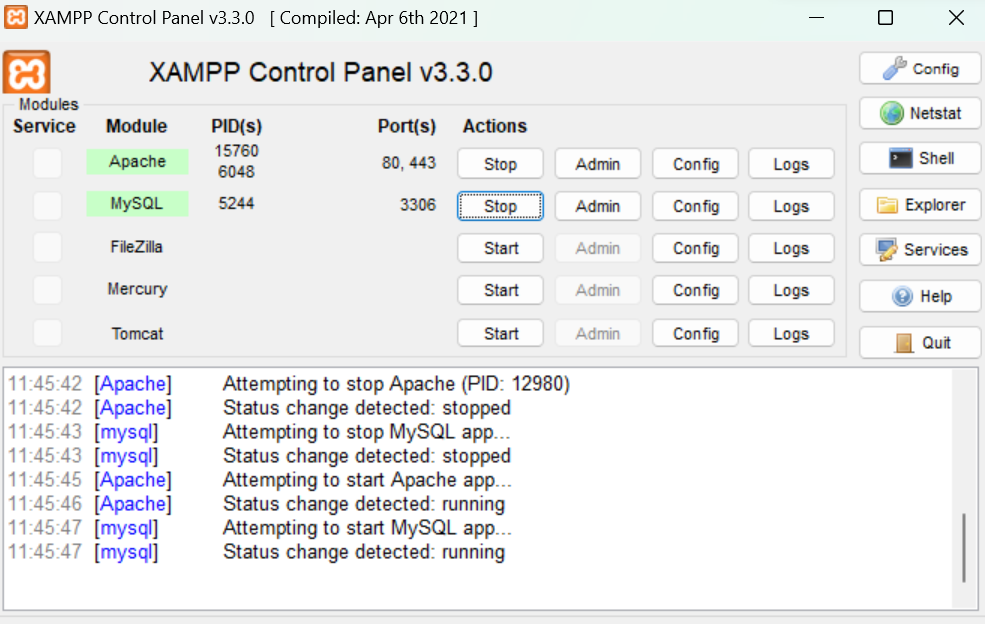 XAMPP Control Panel v3.3.0 [ Compiled: Apr 6th 2021 ]
XAMPP Control Panel v3.3.0
Config
Modules
Service Module PID(s) Port(s) Actions
Netstat
Apache 15760 6048 80, 443 Stop Admin Config Logs
Shell
MySQL 5244 3306 Stop Admin Config Logs
Explorer
FileZilla Start Admin Config Logs
Services
Mercury Start Admin Config Logs
Help
Tomcat Start Admin Config Logs
Quit
11:45:42 [Apache] Attempting to stop Apache (PID: 12980)
11:45:42 [Apache] Status change detected: stopped
11:45:43 [mysql] Attempting to stop MySQL app...
11:45:43 [mysql] Status change detected: stopped
11:45:45 [Apache] Attempting to start Apache app...
11:45:46 [Apache] Status change detected: running
11:45:47 [mysql] Attempting to start MySQL app...
11:45:47 [mysql] Status change detected: running